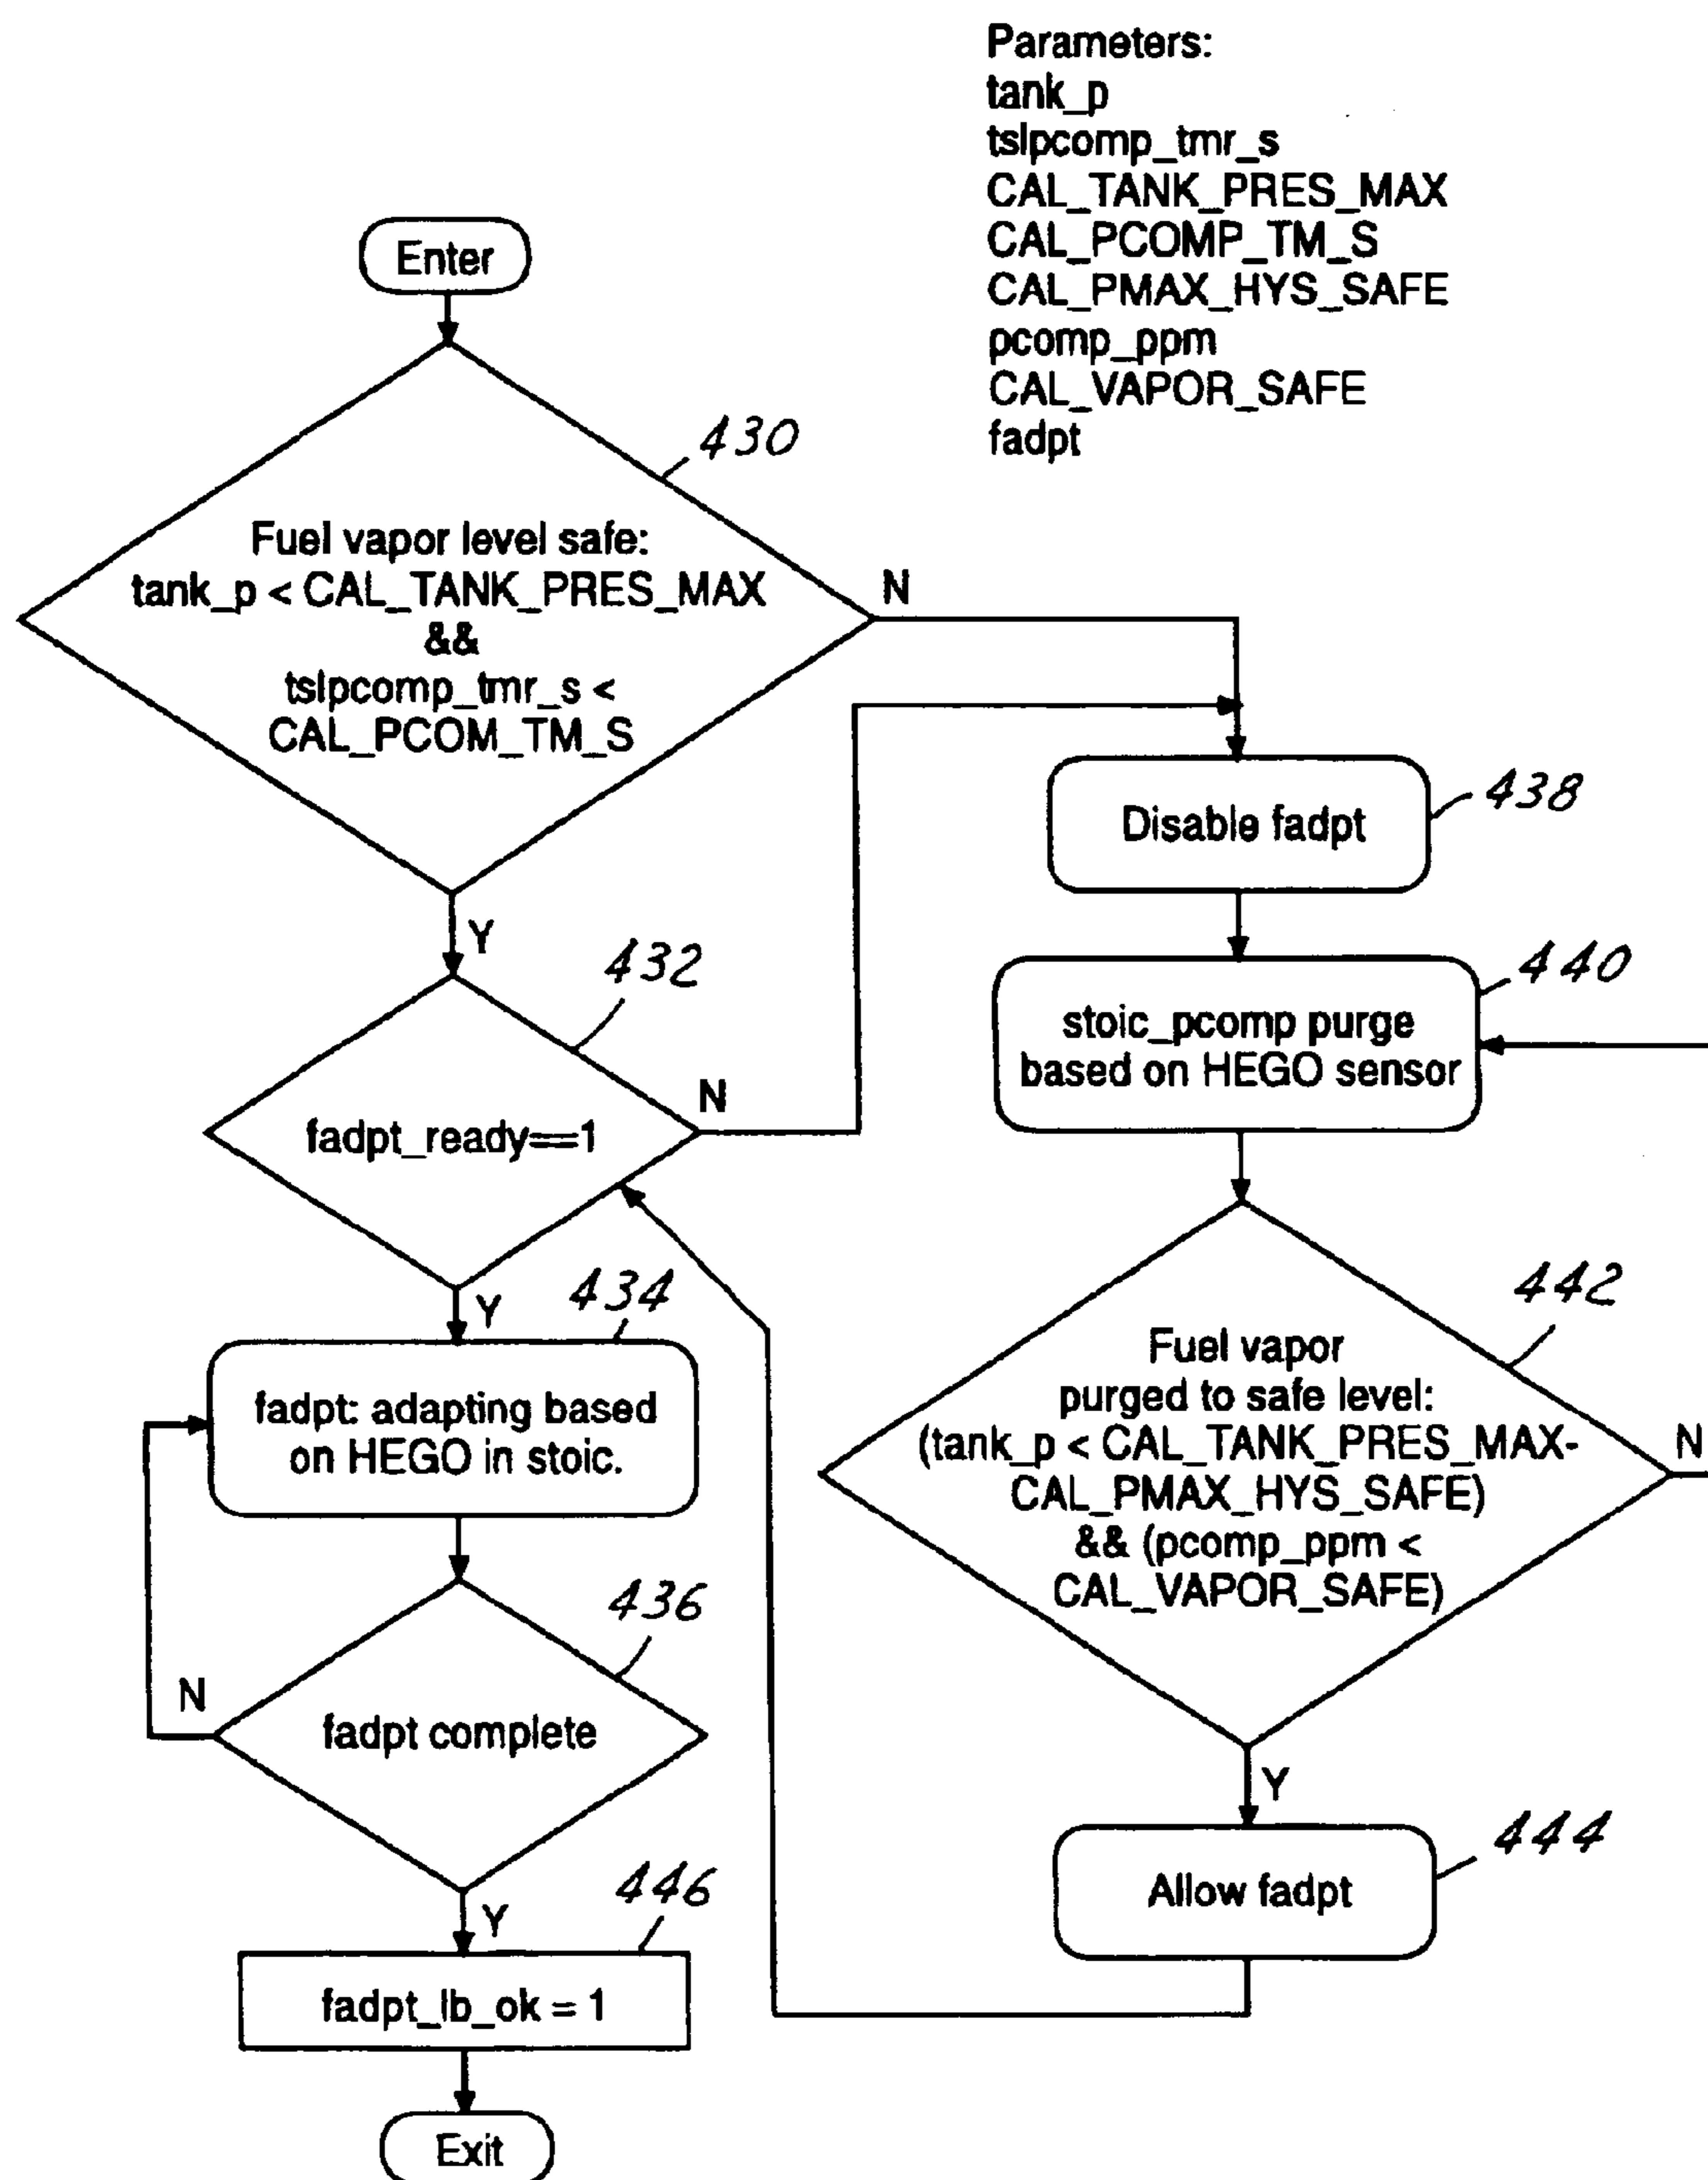 Parameters:
tank_p
tslpcomp_tmr_s
CAL_TANK_PRES_MAX
CAL_PCOMP_TM_S
CAL_PMAX_HYS_SAFE
pcomp_ppm
CAL_VAPOR_SAFE
fadpt
Enter
430
Fuel vapor level safe:
tank_p < CAL_TANK_PRES_MAX
&&
tslpcomp_tmr_s <
CAL_PCOM_TM_S
N
Y
432
fadpt_ready==1
N
Y
434
fadpt: adapting based
on HEGO in stoic.
436
fadpt complete
N
Y
446
fadpt_lb_ok = 1
Exit
Disable fadpt
438
440
stoic_pcomp purge
based on HEGO sensor
442
Fuel vapor
purged to safe level:
(tank_p < CAL_TANK_PRES_MAX-
CAL_PMAX_HYS_SAFE)
&& (pcomp_ppm <
CAL_VAPOR_SAFE)
N
Y
444
Allow fadpt